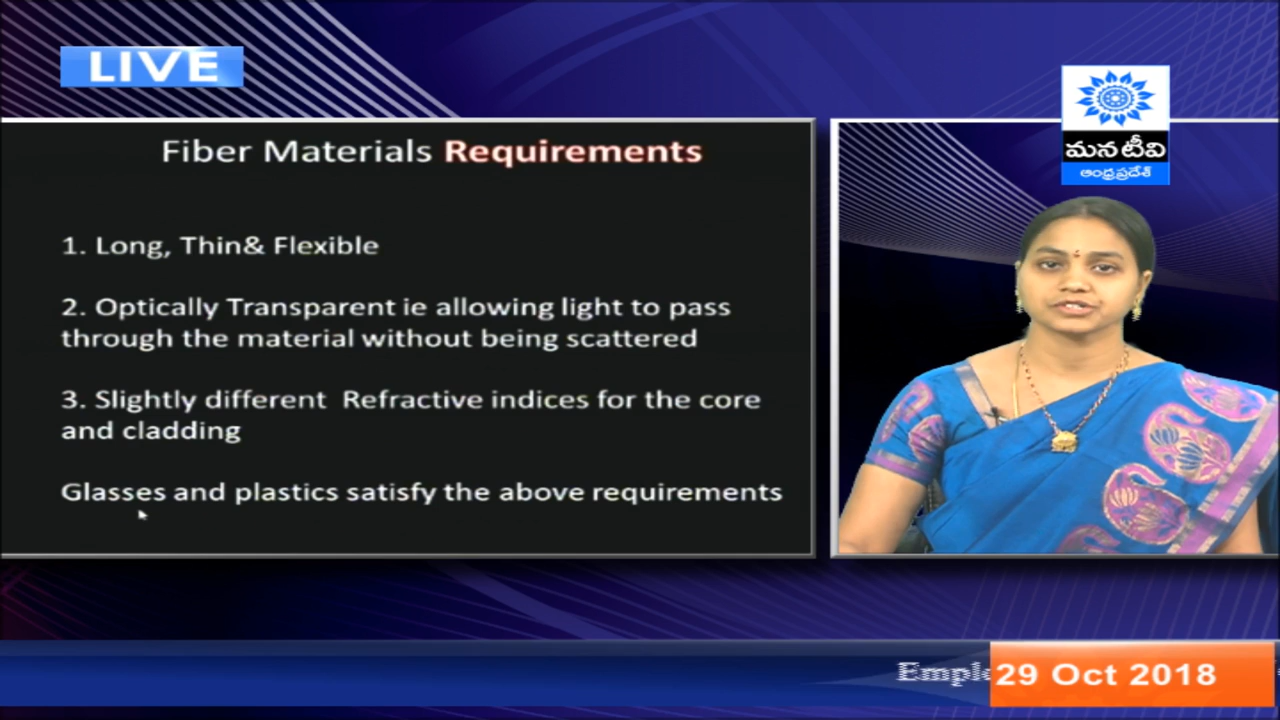 LIVE
మన టీవి
ఆంధ్రప్రదేశ్
Fiber Materials Requirements
1. Long, Thin& Flexible
2. Optically Transparent ie allowing light to pass
through the material without being scattered
3. Slightly different Refractive indices for the core
and cladding
Glasses and plastics satisfy the above requirements
29 Oct 2018